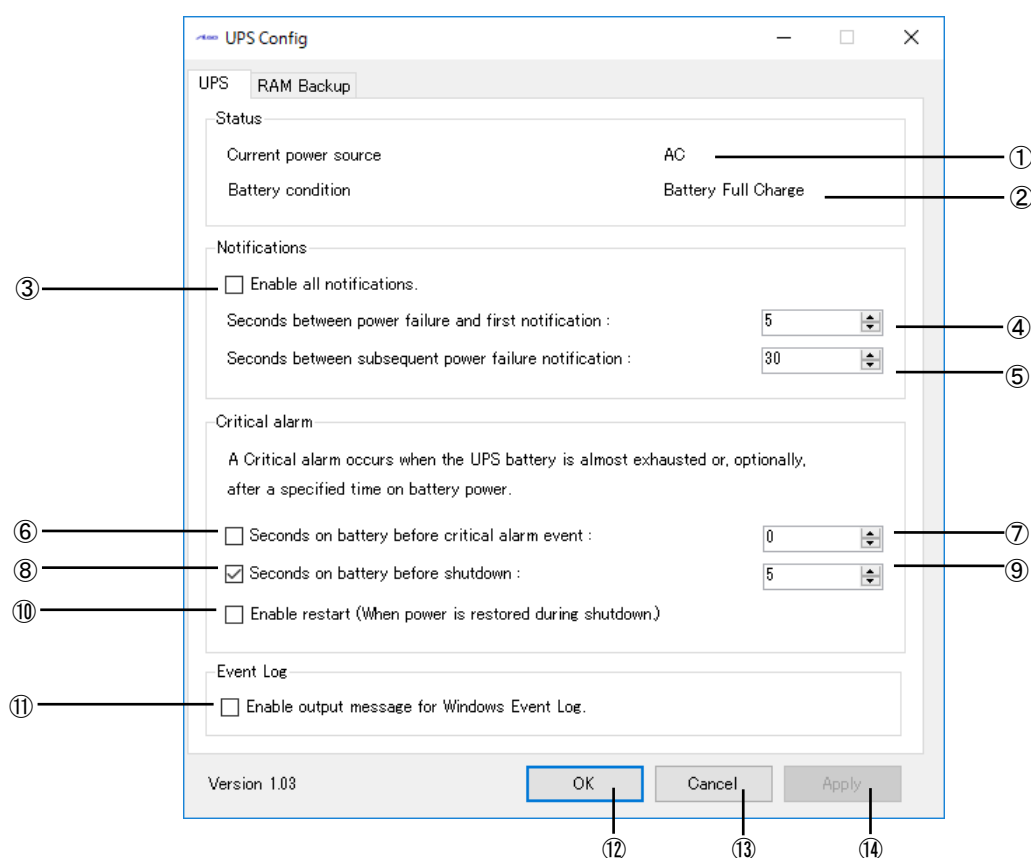 UPS Config
UPS RAM Backup
Status
Current power source AC ①
Battery condition Battery Full Charge ②
Notifications
③ Enable all notifications.
Seconds between power failure and first notification : 5 ④
Seconds between subsequent power failure notification : 30 ⑤
Critical alarm
A Critical alarm occurs when the UPS battery is almost exhausted or, optionally,
after a specified time on battery power.
⑥ Seconds on battery before critical alarm event : 0 ⑦
⑧ Seconds on battery before shutdown : 5 ⑨
⑩ Enable restart (When power is restored during shutdown.)
Event Log
⑪ Enable output message for Windows Event Log.
Version 1.03 OK Cancel Apply
⑫ ⑬ ⑭